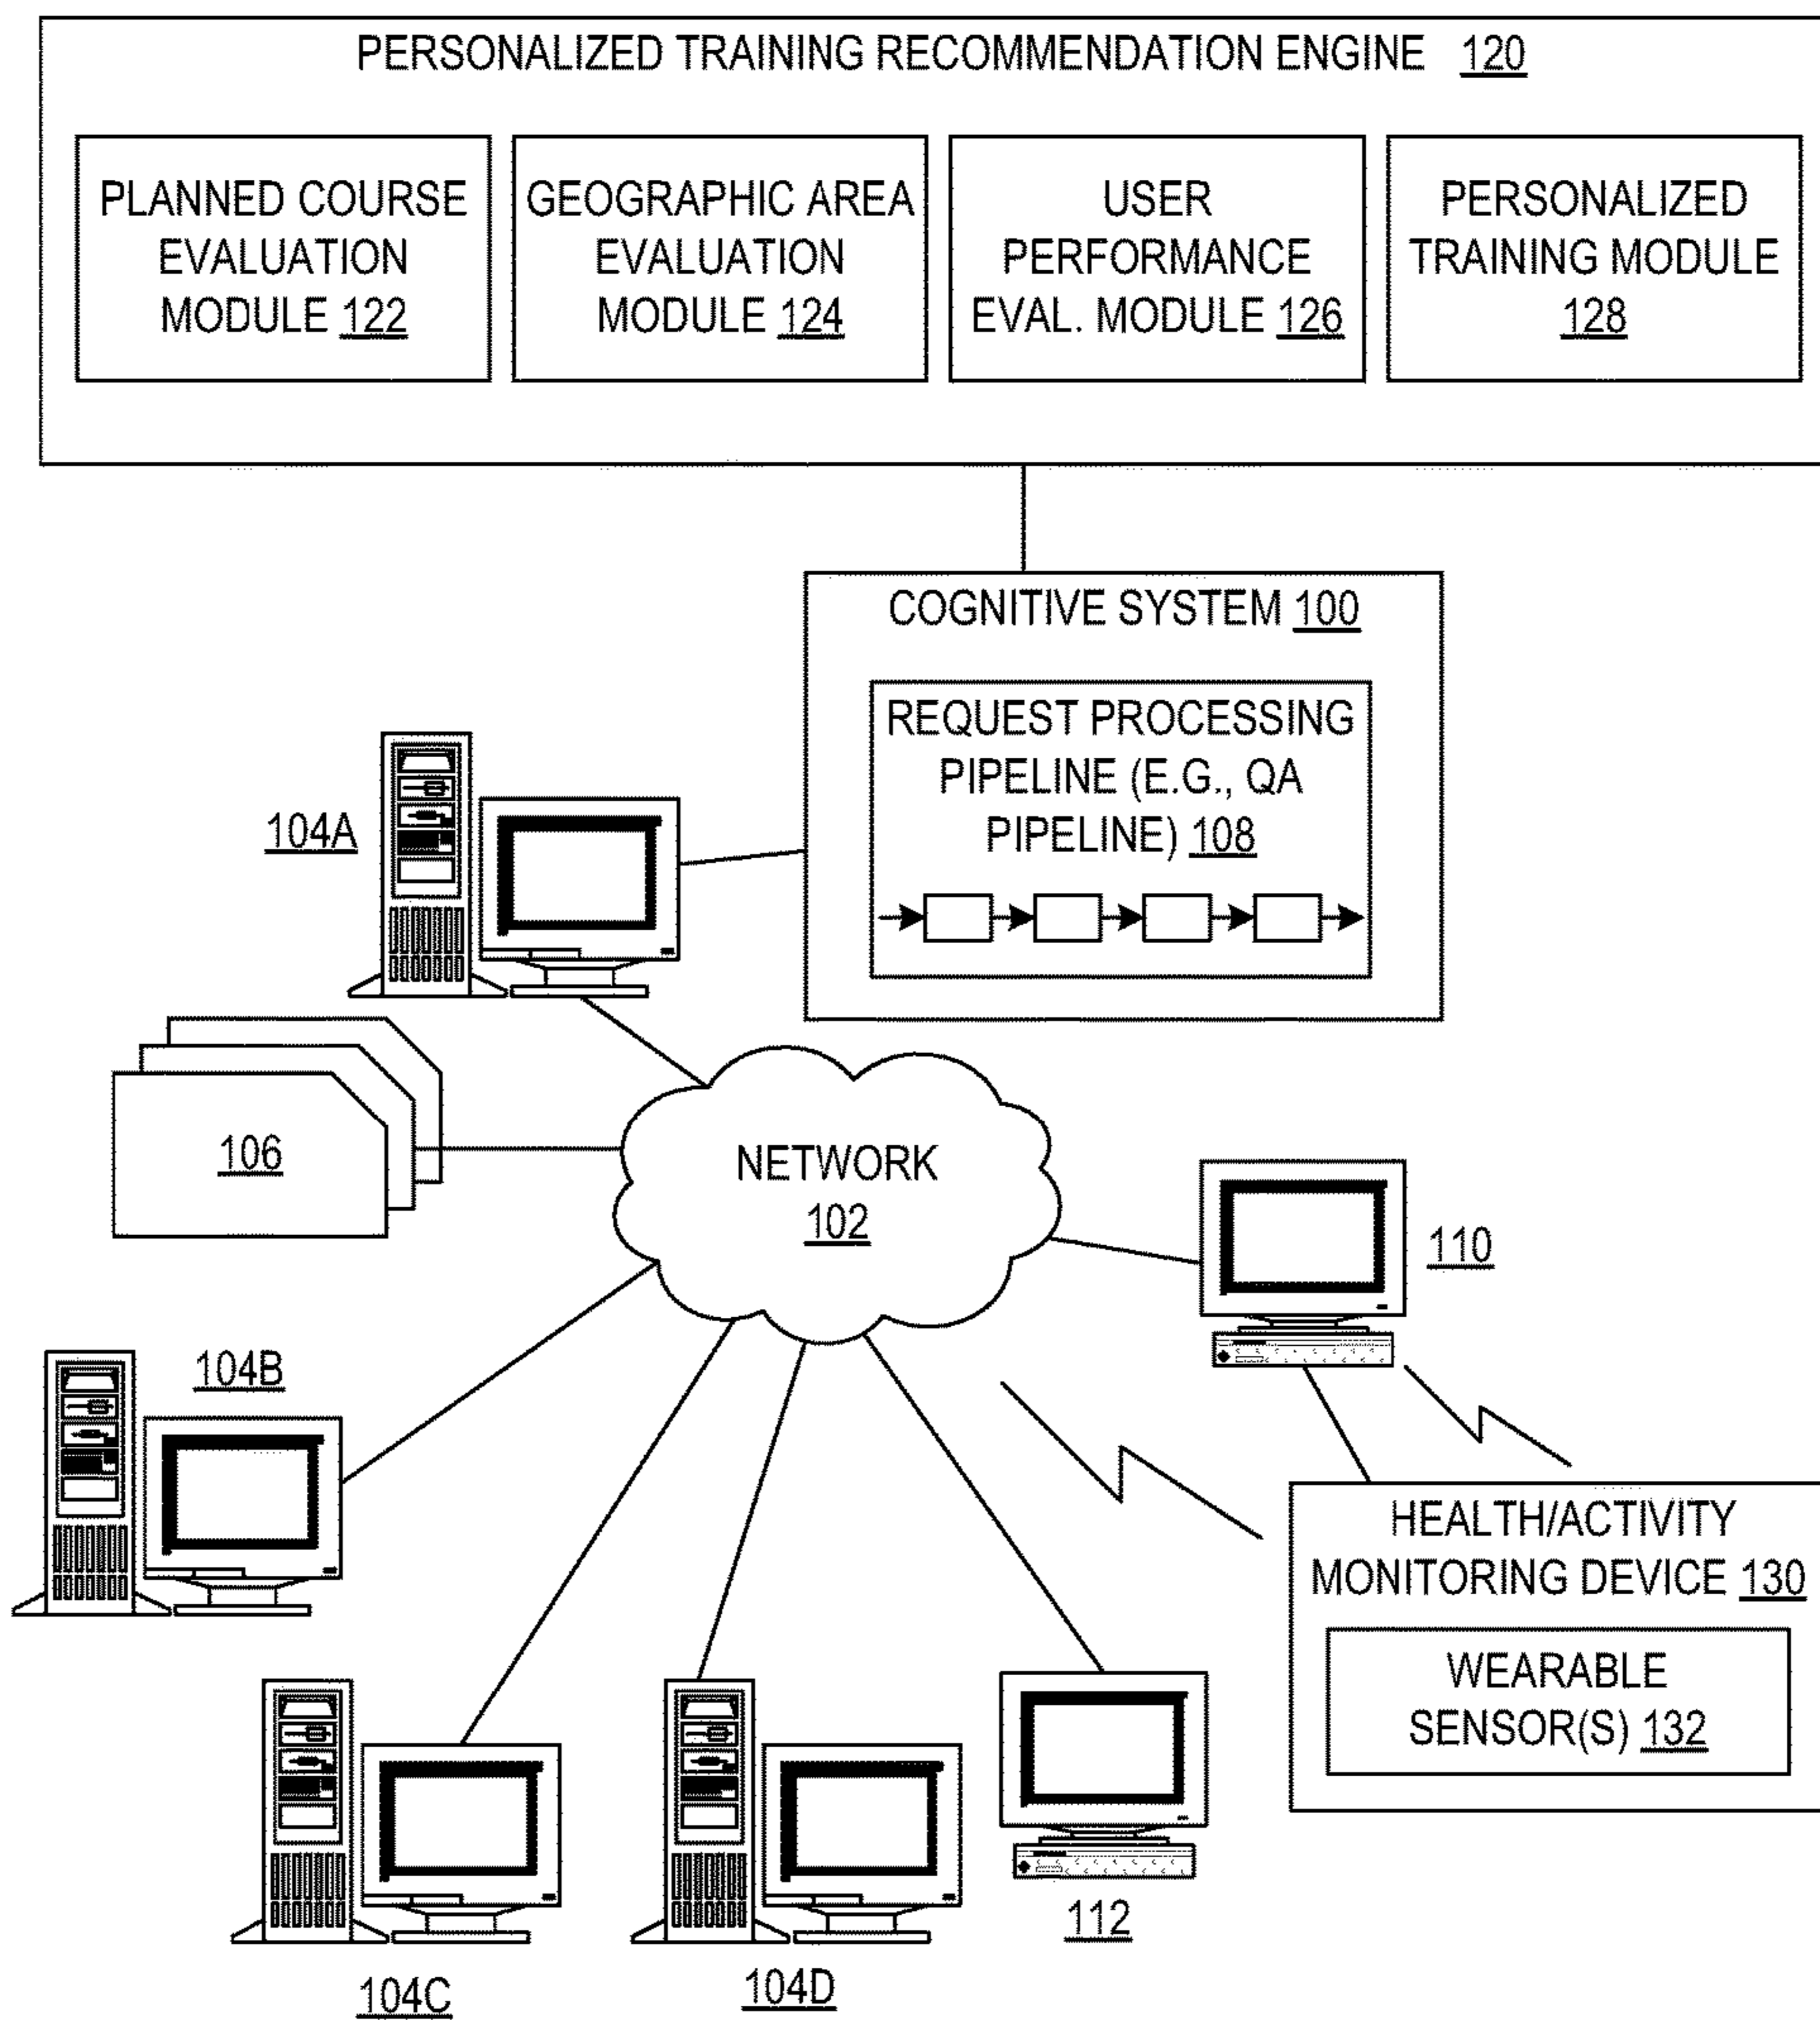 PERSONALIZED TRAINING RECOMMENDATION ENGINE 120
PLANNED COURSE
EVALUATION
MODULE 122
GEOGRAPHIC AREA
EVALUATION
MODULE 124
USER
PERFORMANCE
EVAL. MODULE 126
PERSONALIZED
TRAINING MODULE
128
COGNITIVE SYSTEM 100
REQUEST PROCESSING
PIPELINE (E.G., QA
PIPELINE) 108
104A
106
NETWORK
102
110
104B
HEALTH/ACTIVITY
MONITORING DEVICE 130
WEARABLE
SENSOR(S) 132
112
104C
104D